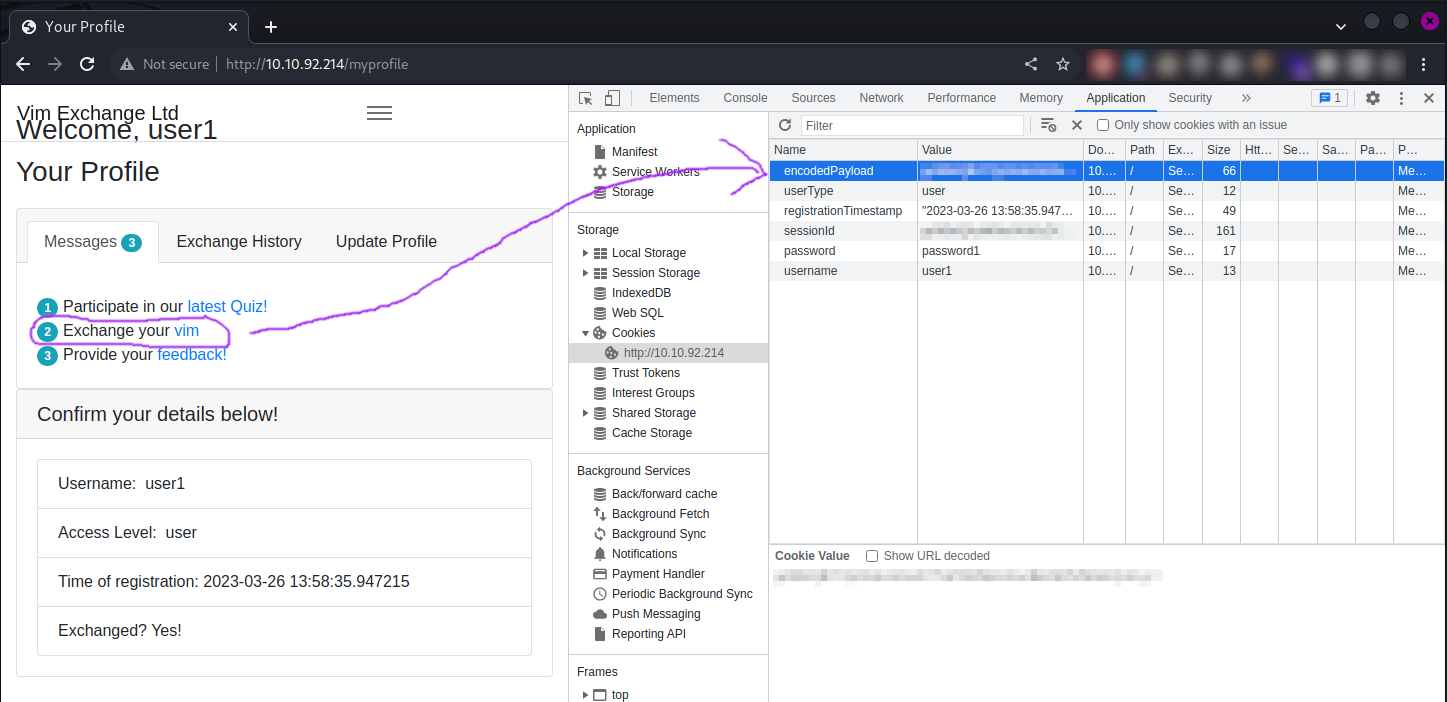 Your Profile
Not secure http://10.10.92.214/myprofile
Vim Exchange Ltd
Welcome, user1
Your Profile
Messages 3 Exchange History Update Profile
1 Participate in our latest Quiz!
2 Exchange your vim
3 Provide your feedback!
Confirm your details below!
Username: user1
Access Level: user
Time of registration: 2023-03-26 13:58:35.947215
Exchanged? Yes!
Elements Console Sources Network Performance Memory Application Security 1
Application
Manifest
Service Workers
Storage
Storage
Local Storage
Session Storage
IndexedDB
Web SQL
Cookies
http://10.10.92.214
Trust Tokens
Interest Groups
Shared Storage
Cache Storage
Background Services
Back/forward cache
Background Fetch
Background Sync
Notifications
Payment Handler
Periodic Background Sync
Push Messaging
Reporting API
Frames
top
Filter Only show cookies with an issue
Name Value Do... Path Ex... Size Htt... Se... Sa... Pa... P...
encodedPayload 10.... / Se... 66 Me...
userType user 10.... / Se... 12 Me...
registrationTimestamp "2023-03-26 13:58:35.947... 10.... / Se... 49 Me...
sessionId 10.... / Se... 161 Me...
password password1 10.... / Se... 17 Me...
username user1 10.... / Se... 13 Me...
Cookie Value Show URL decoded